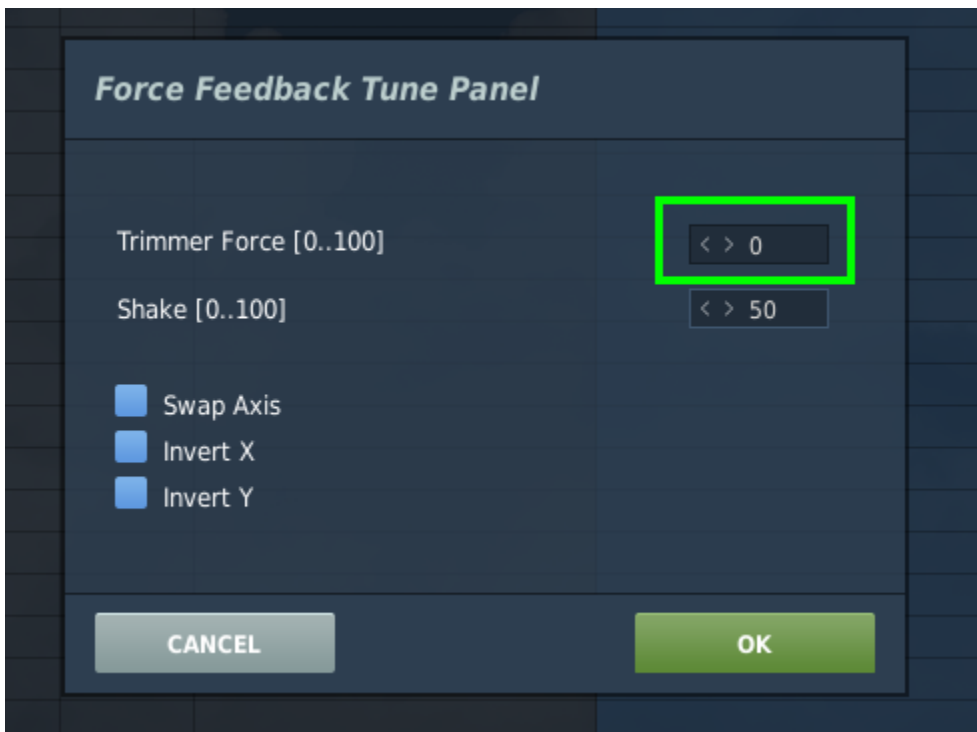 Force Feedback Tune Panel
Trimmer Force [0..100] < > 0
Shake [0..100] < > 50
Swap Axis
Invert X
Invert Y
CANCEL OK